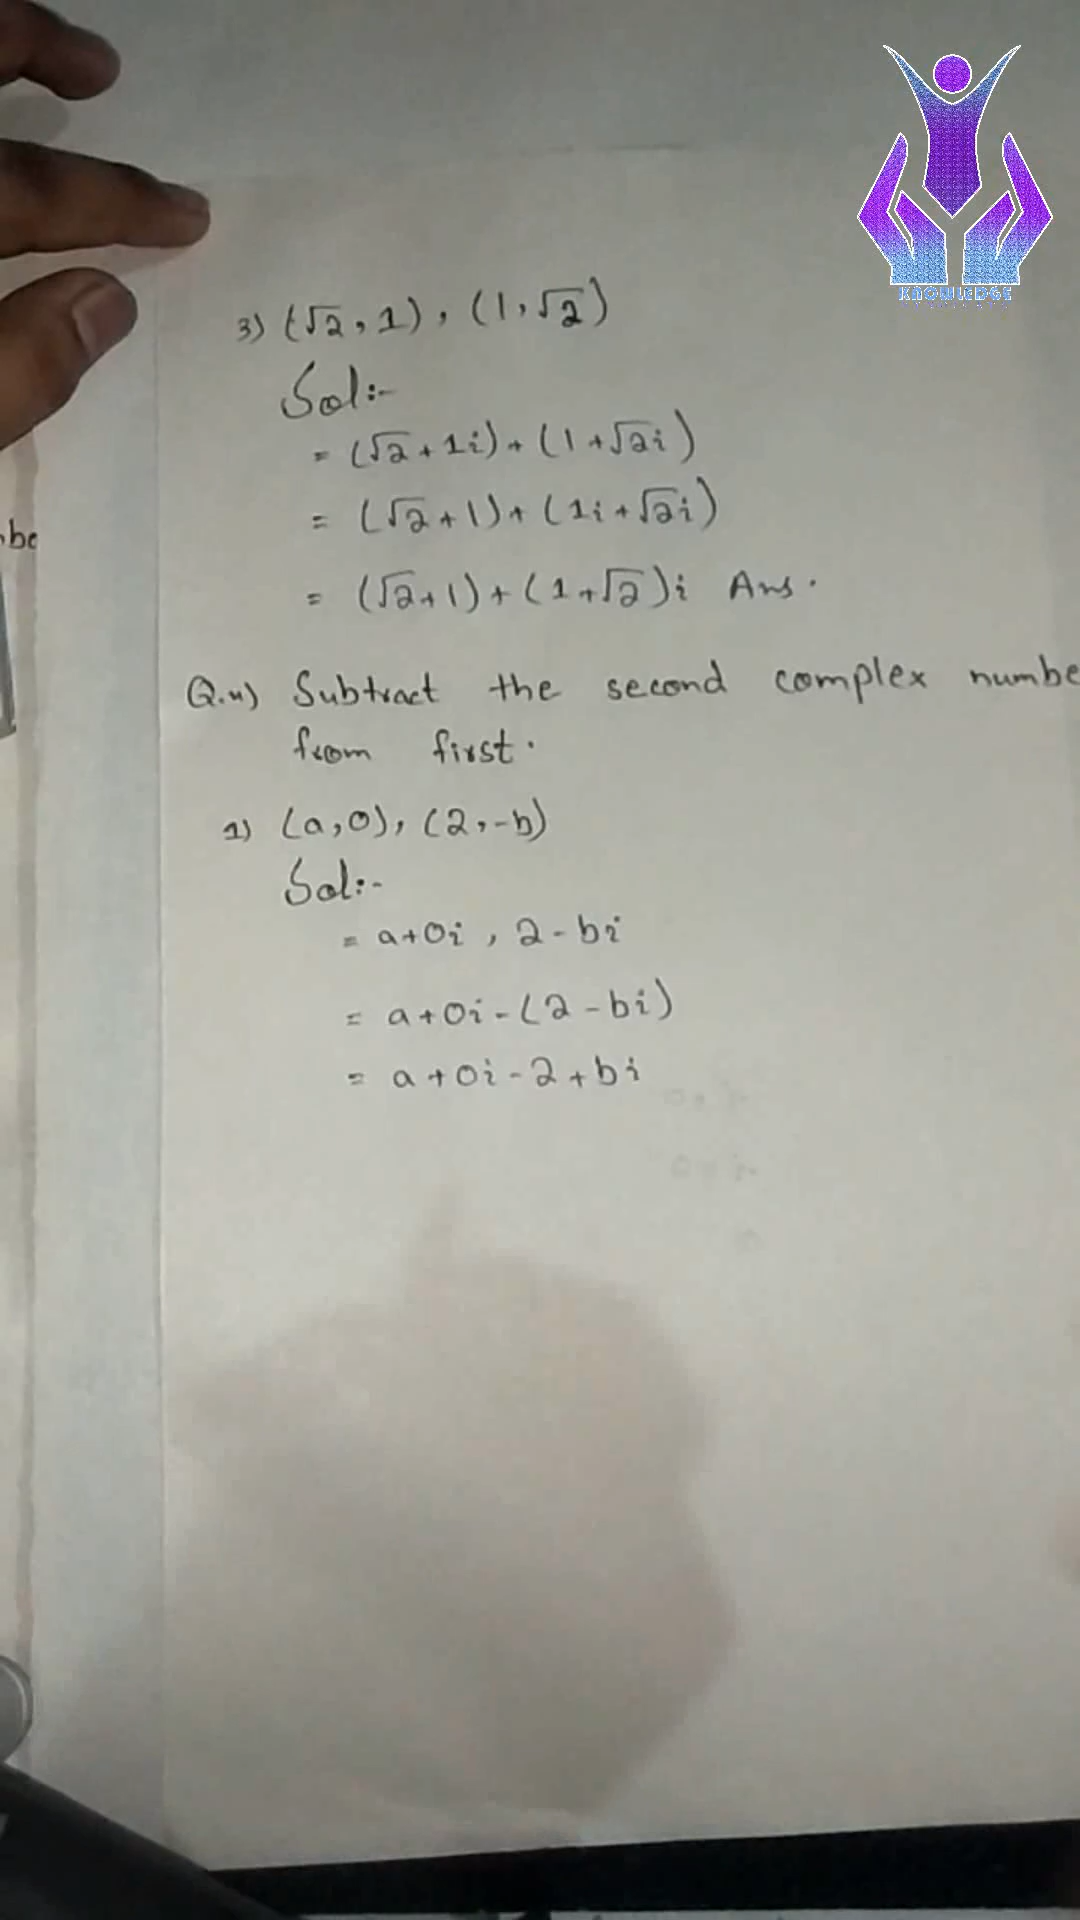 KNOWLEDGE
3) (√2, 1), (1, √2)
Sol:-
= (√2 + 1i) + (1 + √2i)
= (√2 + 1) + (1i + √2i)
= (√2 + 1) + (1 + √2)i Ans.
Q.4) Subtract the second complex numbe
from first.
1) (a, 0), (2, -b)
Sol:-
= a + 0i, 2 - bi
= a + 0i - (2 - bi)
= a + 0i - 2 + bi